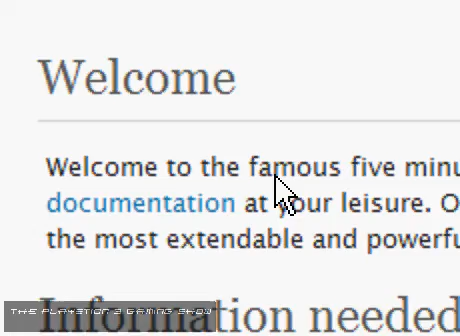 Welcome
Welcome to the famous five minu
documentation at your leisure. O
the most extendable and powerfu
Information needed
THE PLAYSTATION 3 GAMING SHOW